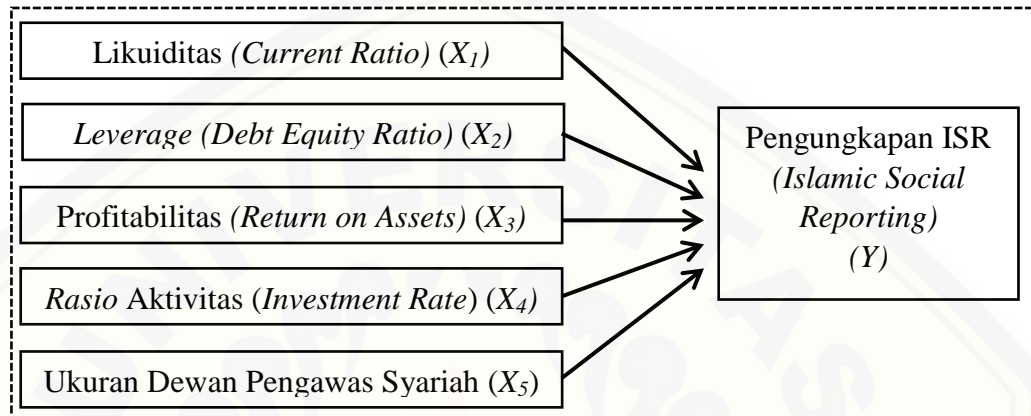 Likuiditas (Current Ratio) (X1)
Leverage (Debt Equity Ratio) (X2)
Profitabilitas (Return on Assets) (X3)
Rasio Aktivitas (Investment Rate) (X4)
Ukuran Dewan Pengawas Syariah (X5)
Pengungkapan ISR
(Islamic Social
Reporting)
(Y)
UNIVERSITAS